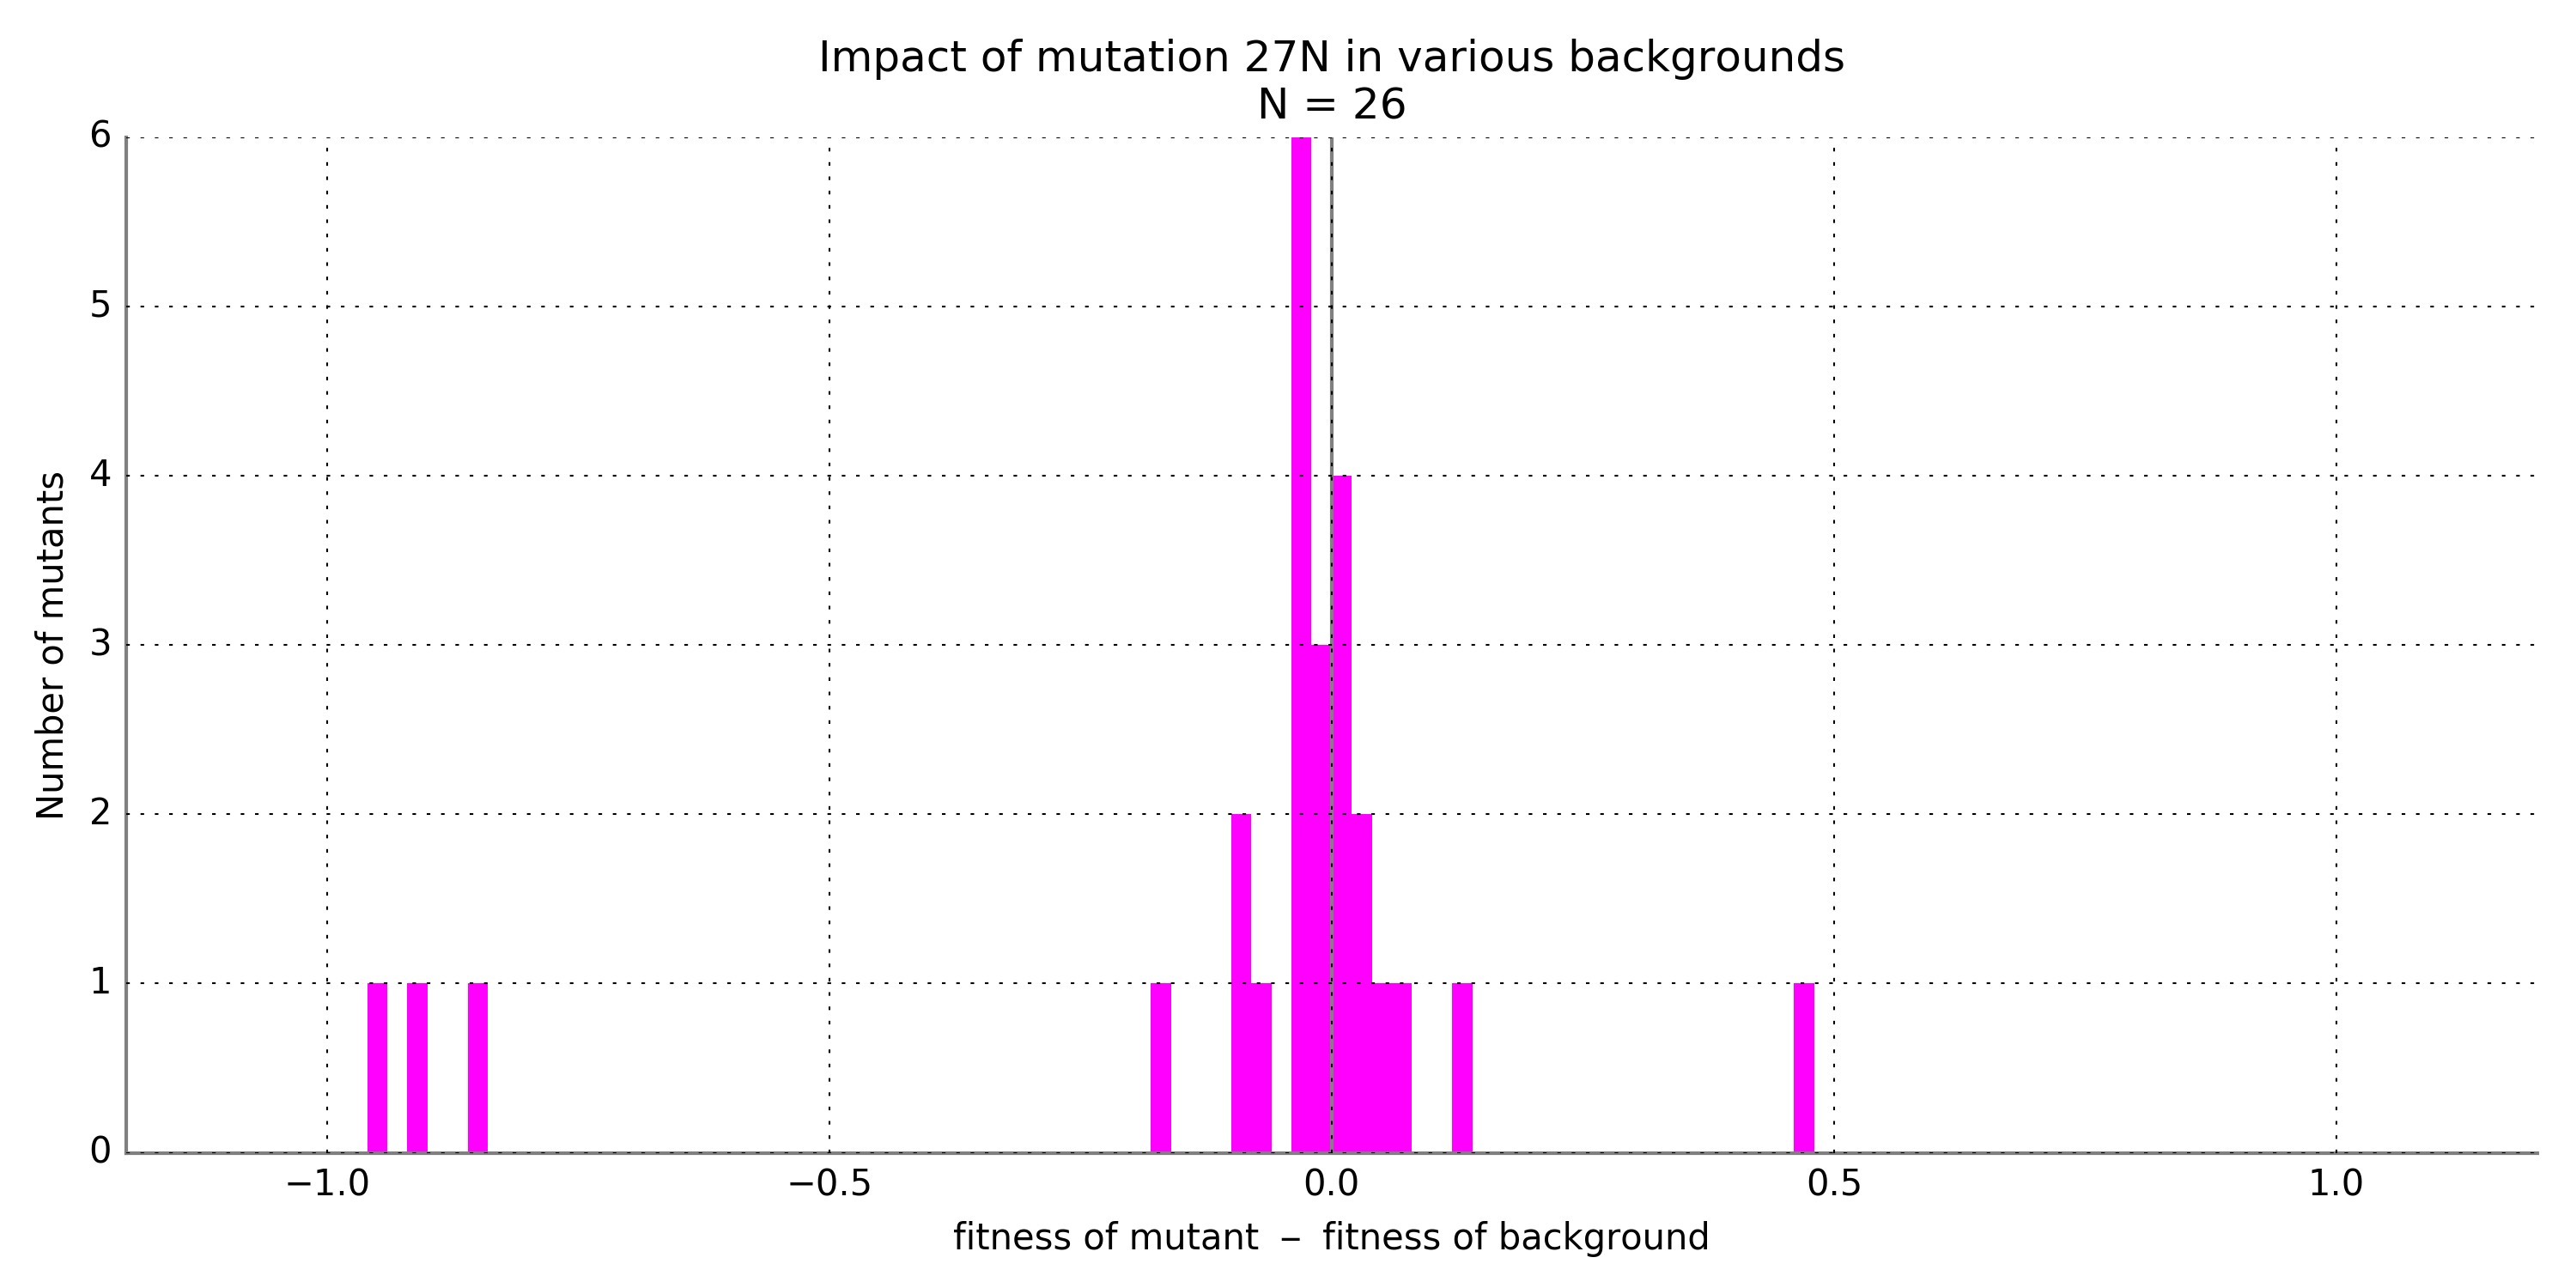 Impact of mutation 27N in various backgrounds
N = 26
6
5
4
3
2
1
0
Number of mutants
−1.0 −0.5 0.0 0.5 1.0
fitness of mutant – fitness of background